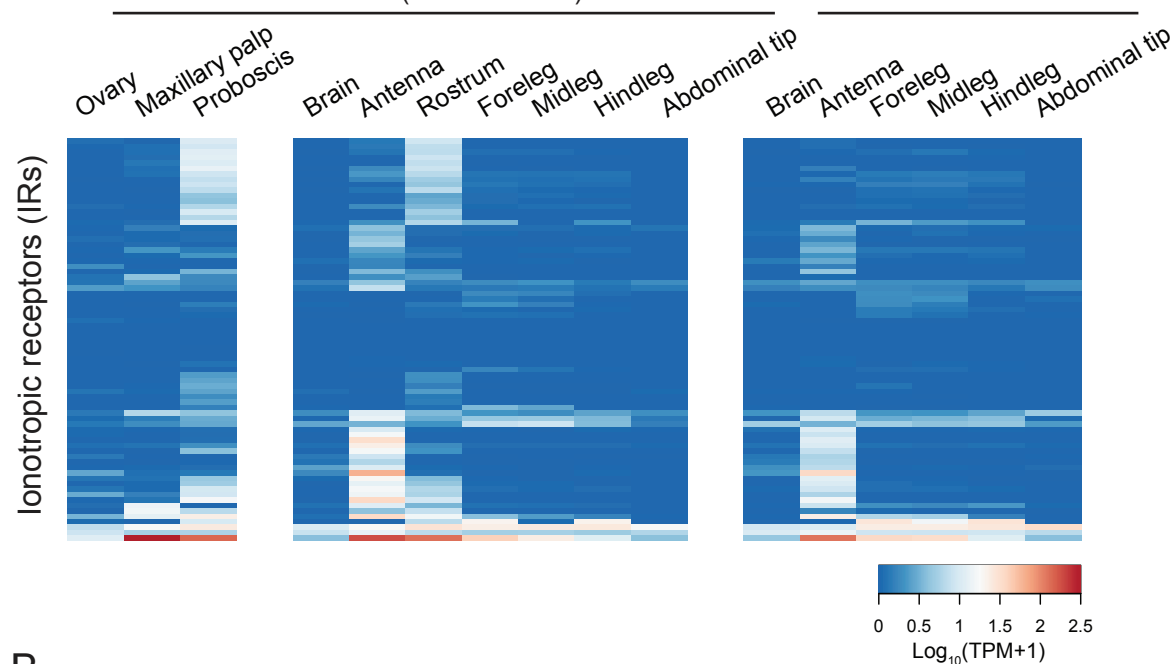 Ovary
Maxillary palp
Proboscis
Brain
Antenna
Rostrum
Foreleg
Midleg
Hindleg
Abdominal tip
Brain
Antenna
Foreleg
Midleg
Hindleg
Abdominal tip
Ionotropic receptors (IRs)
0 0.5 1 1.5 2 2.5
Log10(TPM+1)